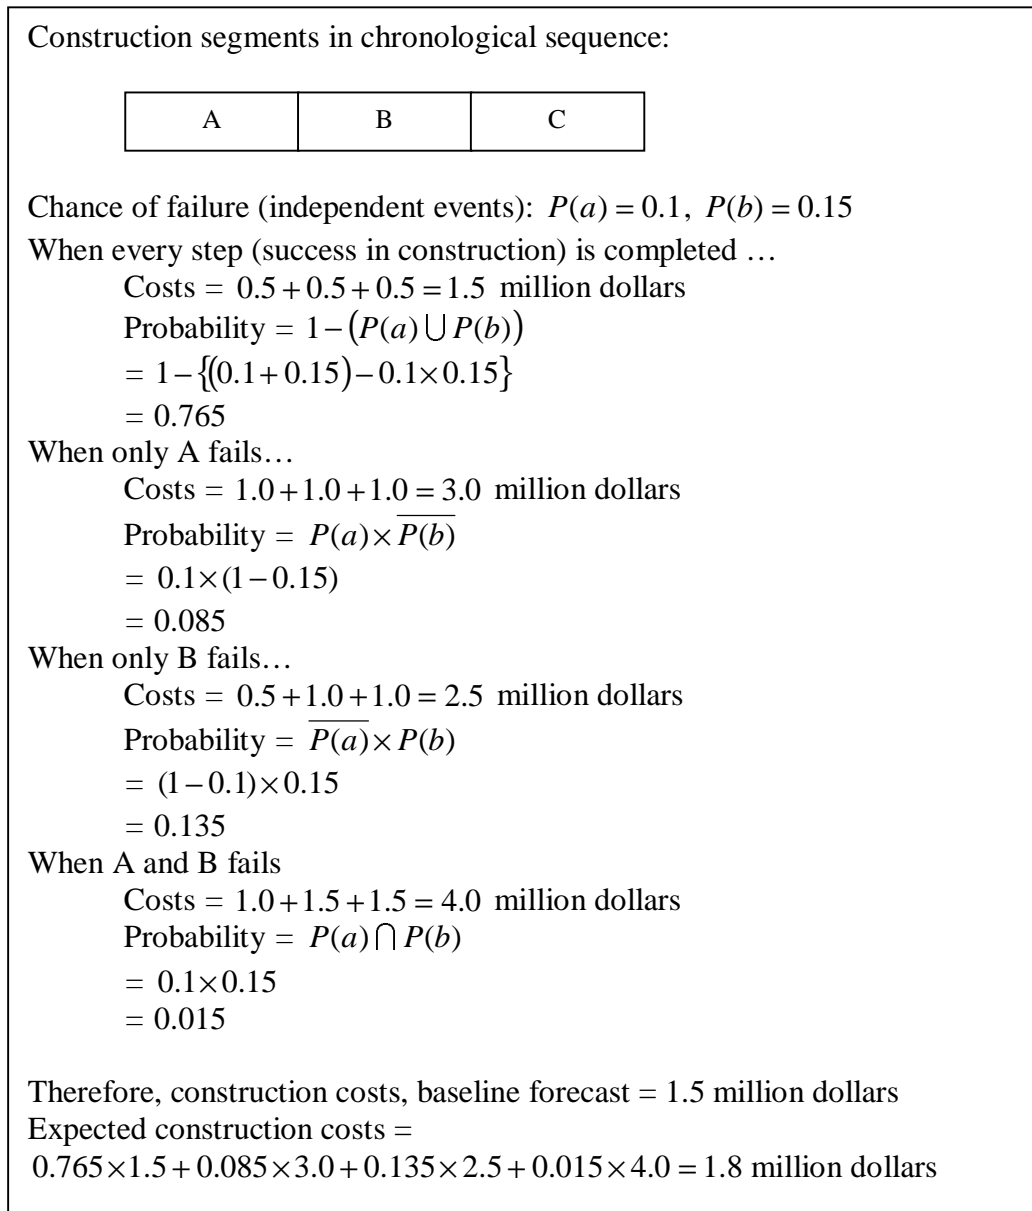 Construction segments in chronological sequence:
A B C
Chance of failure (independent events): P(a) = 0.1, P(b) = 0.15
When every step (success in construction) is completed …
Costs = 0.5 + 0.5 + 0.5 = 1.5 million dollars
Probability = 1 − (P(a) ⋃ P(b))
= 1 − {(0.1 + 0.15) − 0.1 × 0.15}
= 0.765
When only A fails…
Costs = 1.0 + 1.0 + 1.0 = 3.0 million dollars
Probability = P(a) × \overline{P(b)}
= 0.1 × (1 − 0.15)
= 0.085
When only B fails…
Costs = 0.5 + 1.0 + 1.0 = 2.5 million dollars
Probability = \overline{P(a)} × P(b)
= (1 − 0.1) × 0.15
= 0.135
When A and B fails
Costs = 1.0 + 1.5 + 1.5 = 4.0 million dollars
Probability = P(a) ⋂ P(b)
= 0.1 × 0.15
= 0.015
Therefore, construction costs, baseline forecast = 1.5 million dollars
Expected construction costs =
0.765 × 1.5 + 0.085 × 3.0 + 0.135 × 2.5 + 0.015 × 4.0 = 1.8 million dollars